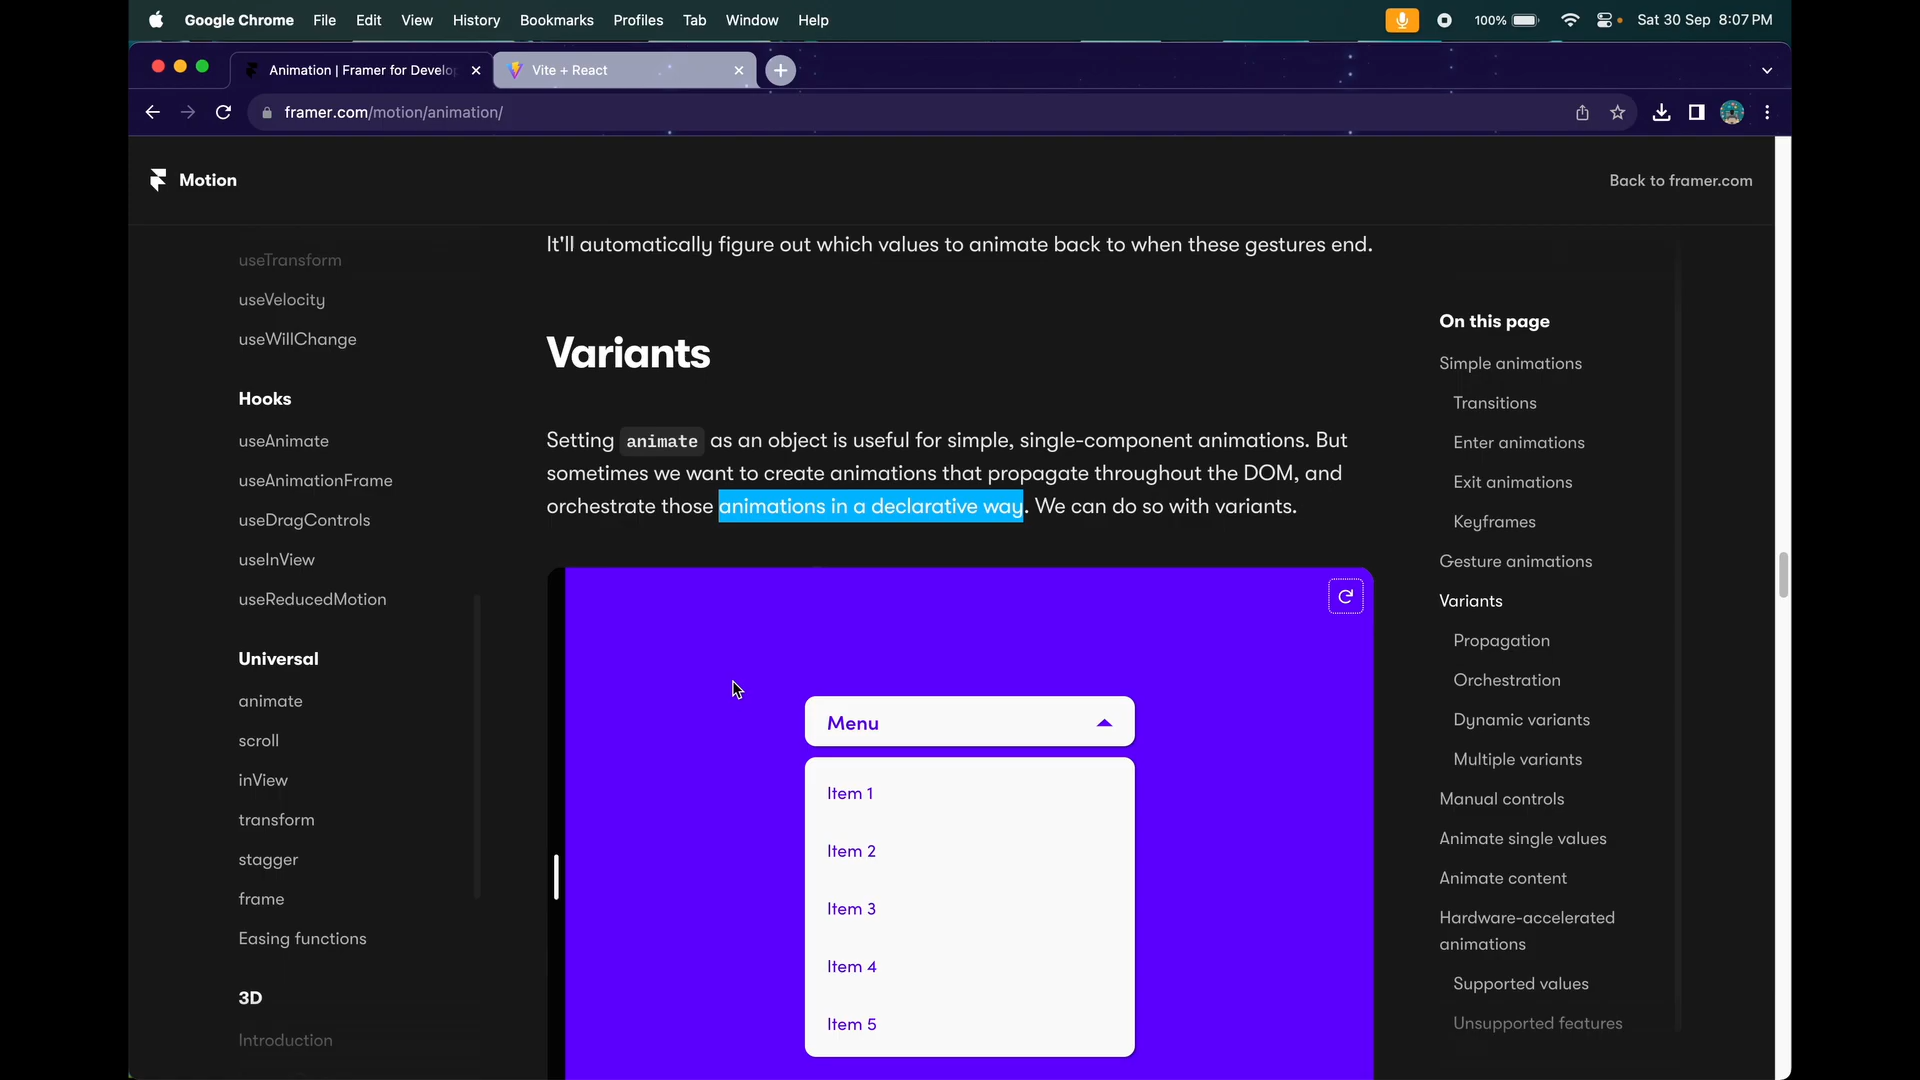 Google Chrome File Edit View History Bookmarks Profiles Tab Window Help 100% Sat 30 Sep 8:07 PM
Animation | Framer for Develo Vite + React
framer.com/motion/animation/
Motion
Back to framer.com
useTransform
useVelocity
useWillChange
Hooks
useAnimate
useAnimationFrame
useDragControls
useInView
useReducedMotion
Universal
animate
scroll
inView
transform
stagger
frame
Easing functions
3D
Introduction
It'll automatically figure out which values to animate back to when these gestures end.
Variants
Setting animate as an object is useful for simple, single-component animations. But
sometimes we want to create animations that propagate throughout the DOM, and
orchestrate those animations in a declarative way. We can do so with variants.
Menu
Item 1
Item 2
Item 3
Item 4
Item 5
On this page
Simple animations
Transitions
Enter animations
Exit animations
Keyframes
Gesture animations
Variants
Propagation
Orchestration
Dynamic variants
Multiple variants
Manual controls
Animate single values
Animate content
Hardware-accelerated
animations
Supported values
Unsupported features